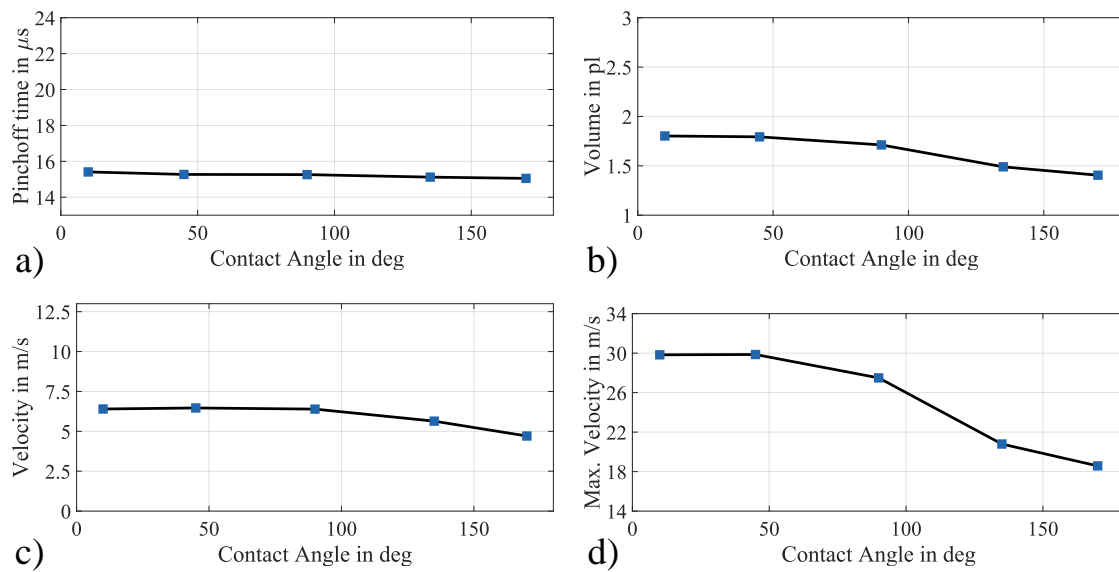 24
22
20
18
16
14
Pinchoff time in μs
0 50 100 150
Contact Angle in deg
a)
3
2.5
2
1.5
1
Volume in pl
0 50 100 150
Contact Angle in deg
b)
12.5
10
7.5
5
2.5
0
Velocity in m/s
0 50 100 150
Contact Angle in deg
c)
34
30
26
22
18
14
Max. Velocity in m/s
0 50 100 150
Contact Angle in deg
d)